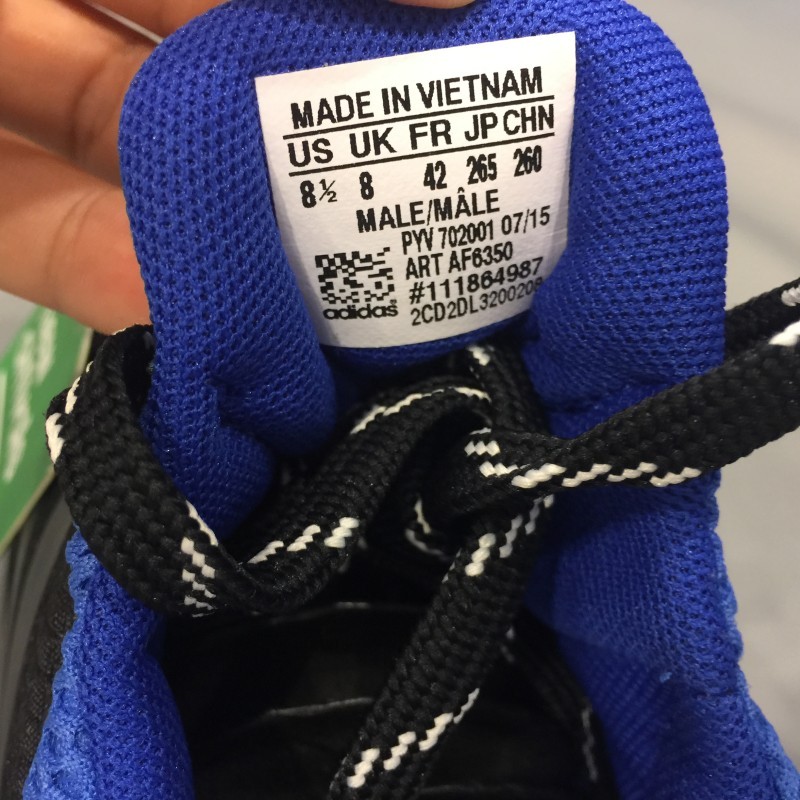 MADE IN VIETNAM
US UK FR JP CHN
8½ 8 42 265 260
MALE/MÂLE
PYV 702001 07/15
ART AF6350
#111864987
adidas
2CD2DL3200208